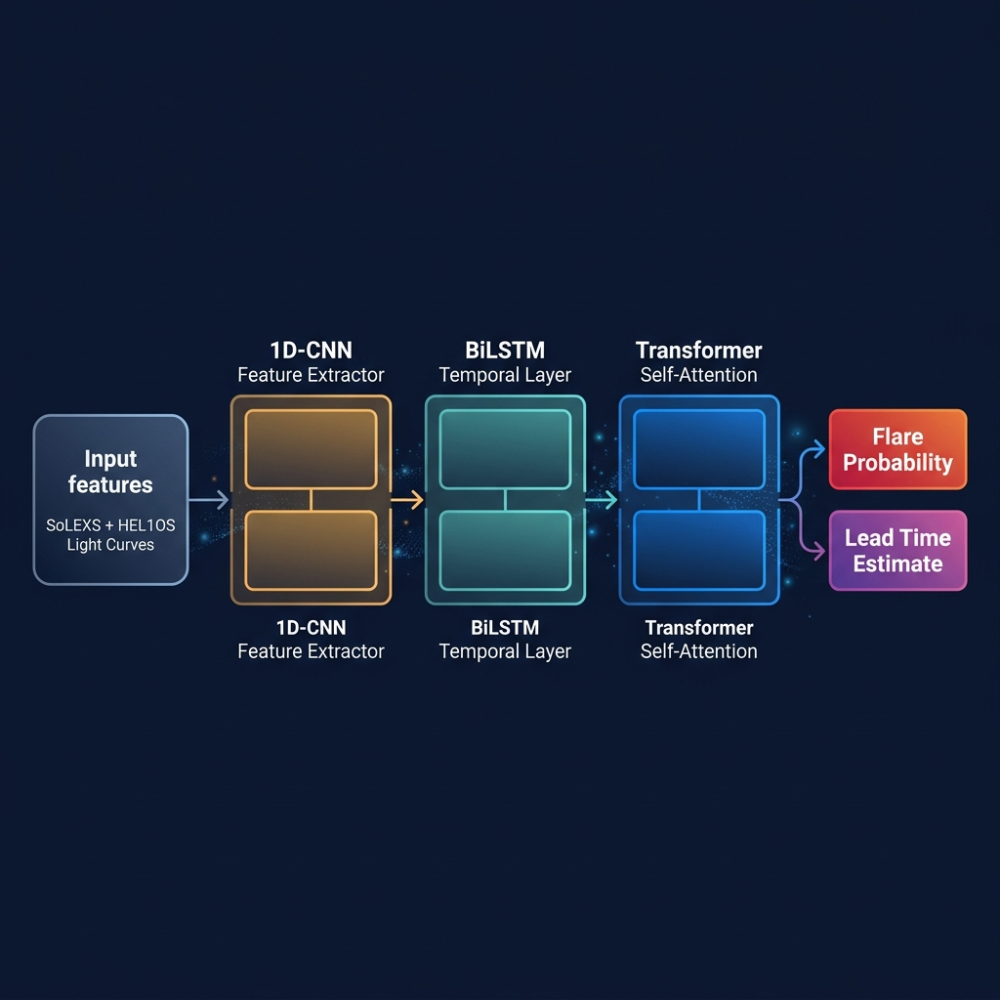 Input
features
SoLEXS + HEL1OS
Light Curves
1D-CNN
Feature Extractor
1D-CNN
Feature Extractor
BiLSTM
Temporal Layer
BiLSTM
Temporal Layer
Transformer
Self-Attention
Transformer
Self-Attention
Flare
Probability
Lead Time
Estimate